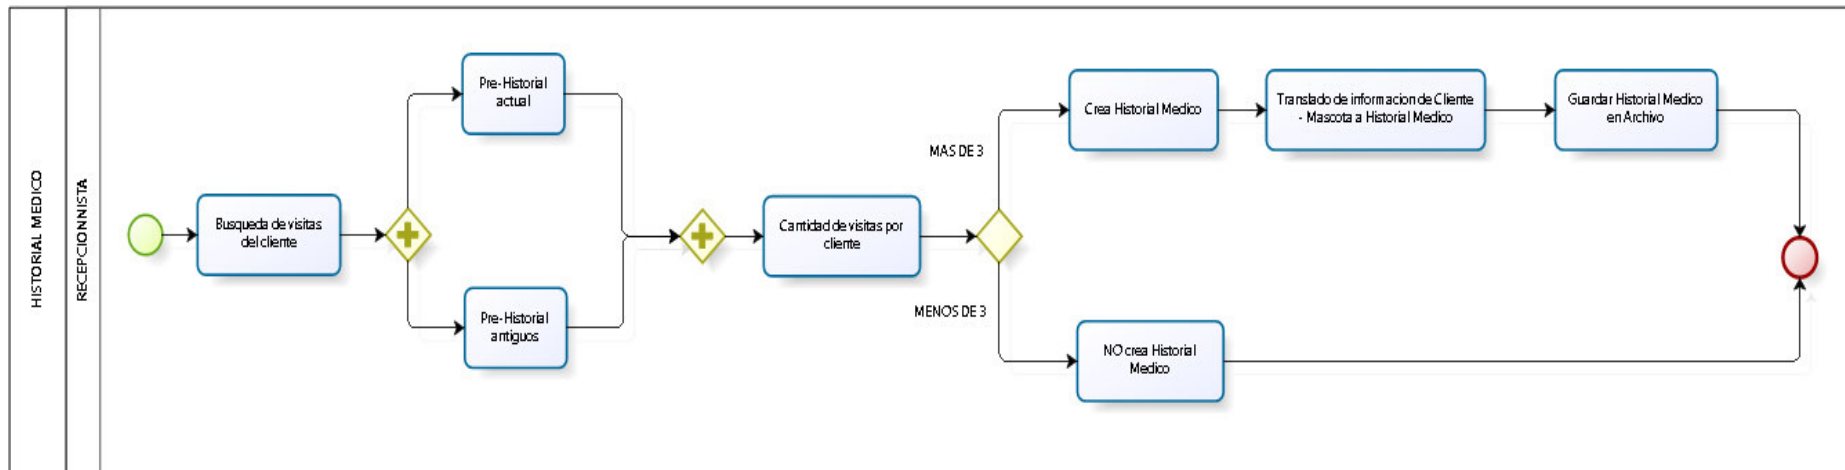 HISTORIAL MEDICO
RECEPCIONNISTA
Busqueda de visitas
del cliente
Pre-Historial
actual
Pre-Historial
antiguos
Cantidad de visitas por
cliente
MAS DE 3
MENOS DE 3
Crea Historial Medico
Translado de informacion de Cliente
- Mascota a Historial Medico
Guardar Historial Medico
en Archivo
NO crea Historial
Medico